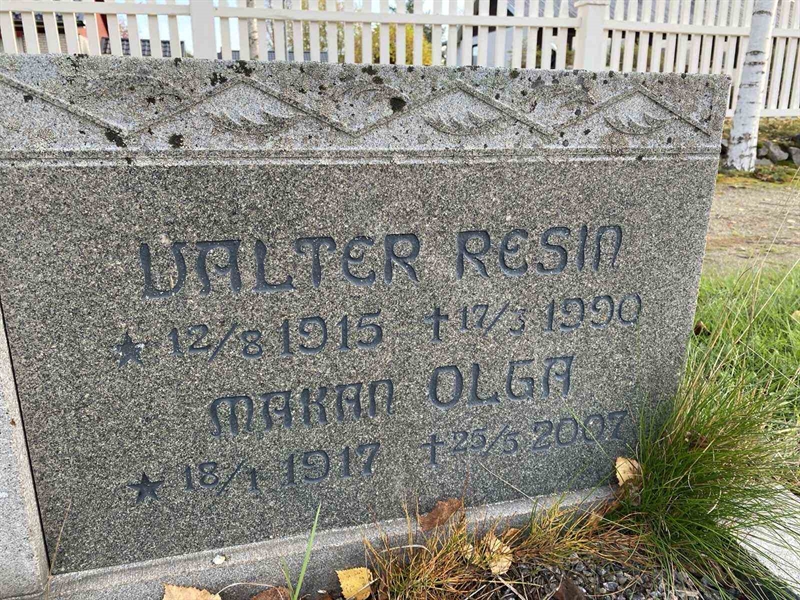 VALTER RESIN
★ 12/8 1915 ✝ 17/3 1990
MAKAN OLGA
★ 18/1 1917 ✝ 25/5 2007